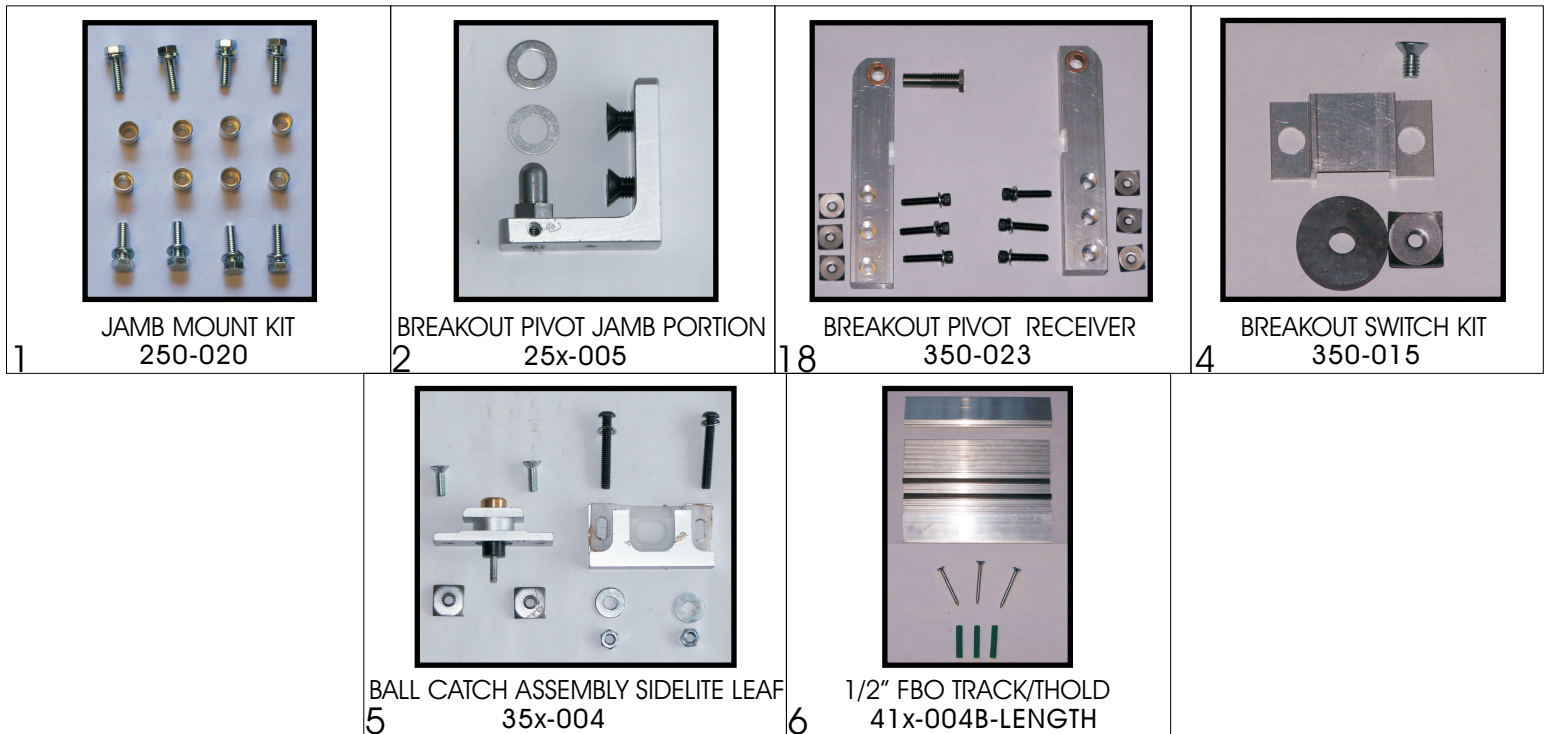 JAMB MOUNT KIT
250-020
1
BREAKOUT PIVOT JAMB PORTION
25x-005
2
BREAKOUT PIVOT RECEIVER
350-023
18
BREAKOUT SWITCH KIT
350-015
4
BALL CATCH ASSEMBLY SIDELITE LEAF
35x-004
5
1/2" FBO TRACK/THOLD
41x-004B-LENGTH
6